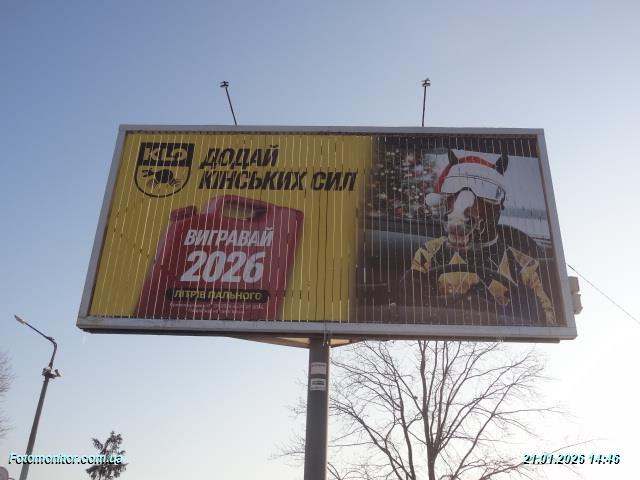 KLO
ДОДАЙ
КІНСЬКИХ СИЛ
ВИГРАВАЙ
2026
ЛІТРІВ ПАЛЬНОГО
Fotomonitor.com.ua
21.01.2026 14:46